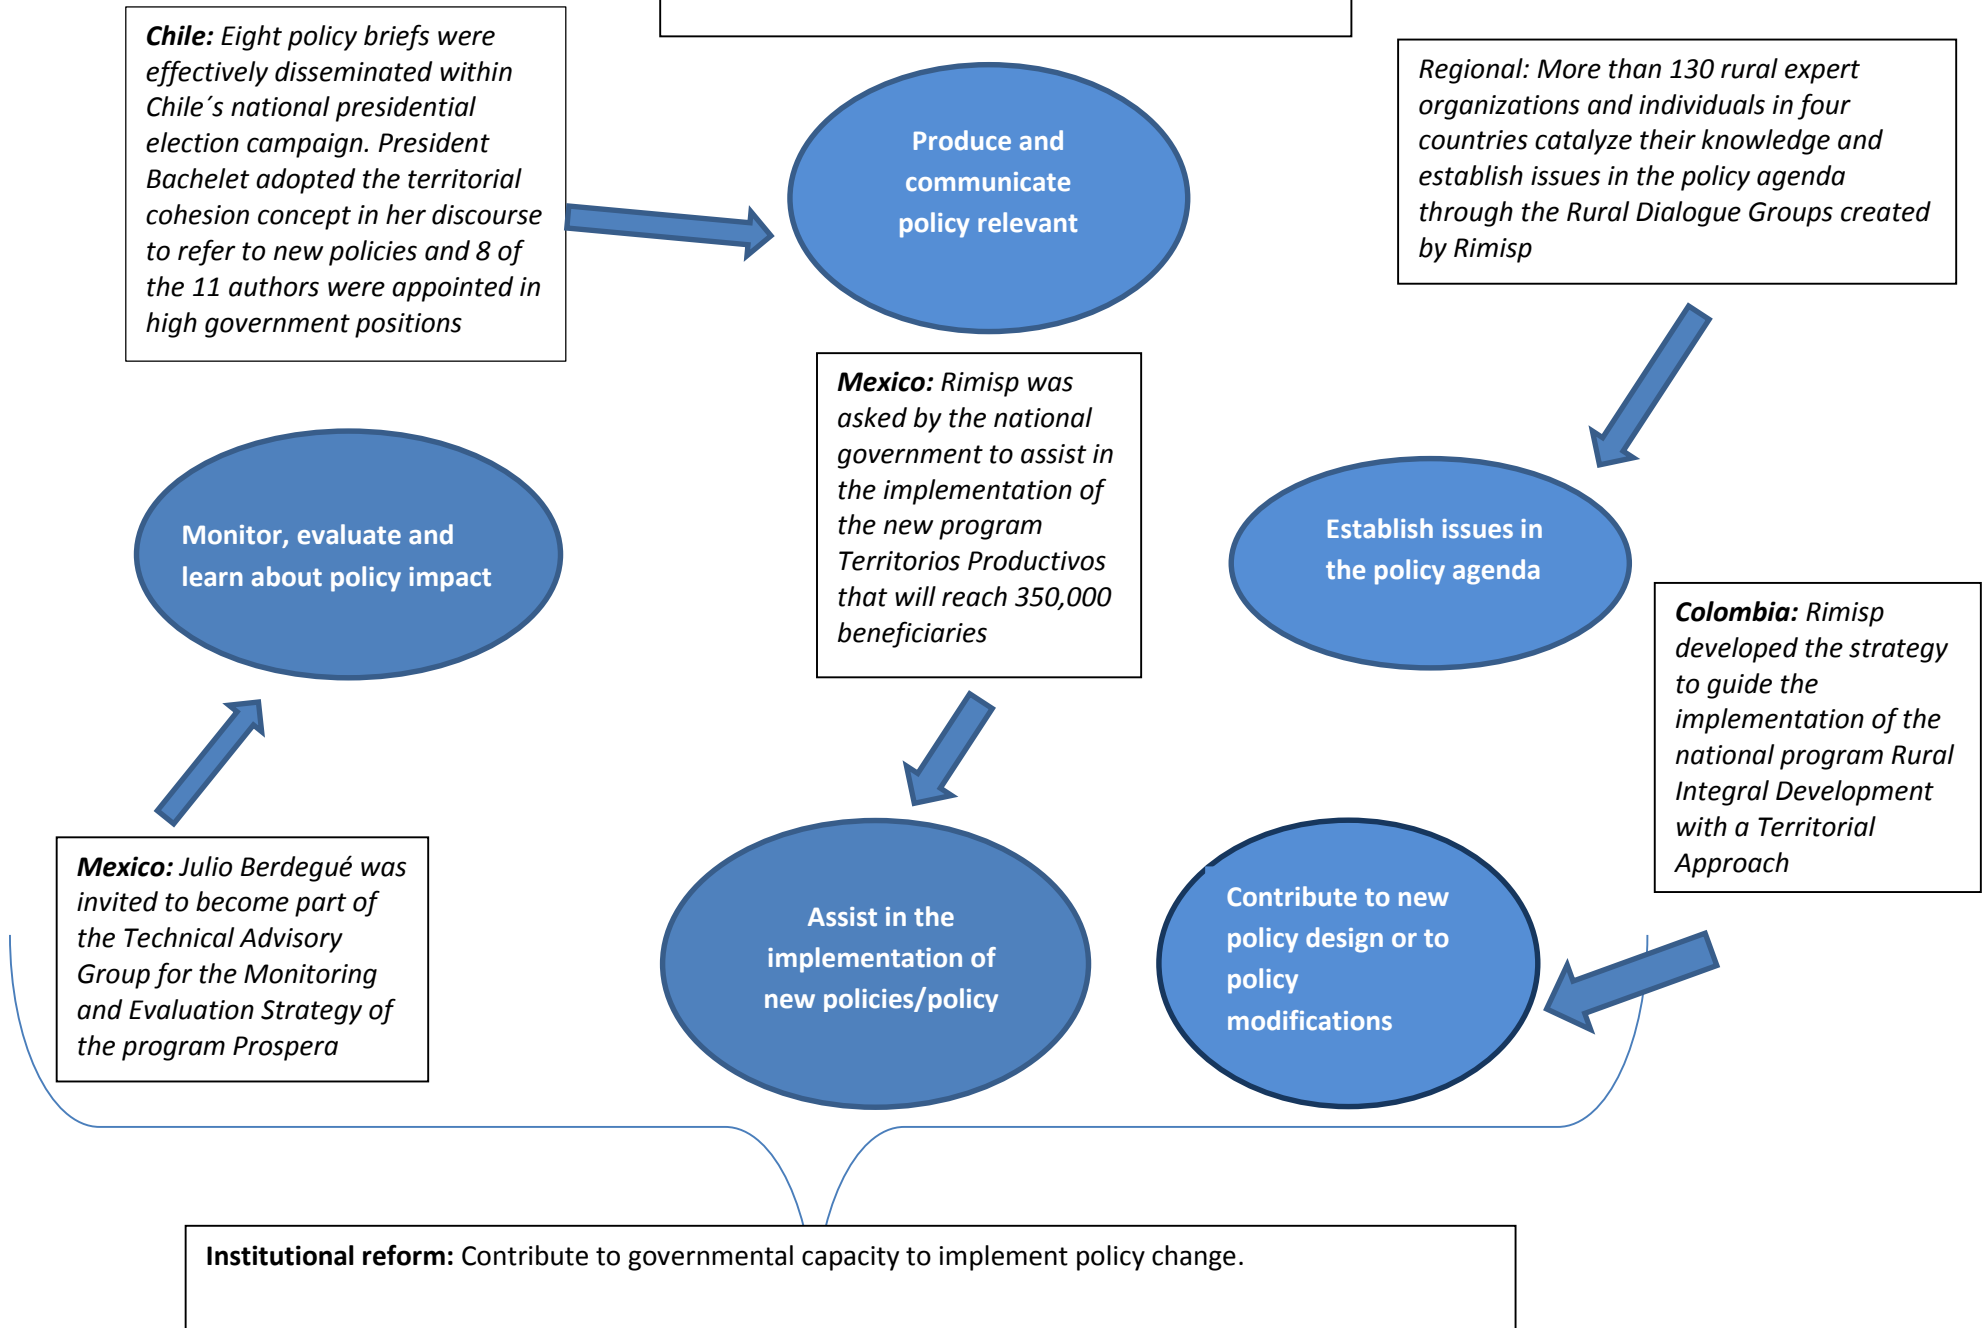 Chile: Eight policy briefs were
effectively disseminated within
Chile´s national presidential
election campaign. President
Bachelet adopted the territorial
cohesion concept in her discourse
to refer to new policies and 8 of
the 11 authors were appointed in
high government positions
Produce and
communicate
policy relevant
Regional: More than 130 rural expert
organizations and individuals in four
countries catalyze their knowledge and
establish issues in the policy agenda
through the Rural Dialogue Groups created
by Rimisp
Mexico: Rimisp was
asked by the national
government to assist in
the implementation of
the new program
Territorios Productivos
that will reach 350,000
beneficiaries
Monitor, evaluate and
learn about policy impact
Establish issues in
the policy agenda
Colombia: Rimisp
developed the strategy
to guide the
implementation of the
national program Rural
Integral Development
with a Territorial
Approach
Mexico: Julio Berdegué was
invited to become part of
the Technical Advisory
Group for the Monitoring
and Evaluation Strategy of
the program Prospera
Assist in the
implementation of
new policies/policy
Contribute to new
policy design or to
policy
modifications
Institutional reform: Contribute to governmental capacity to implement policy change.